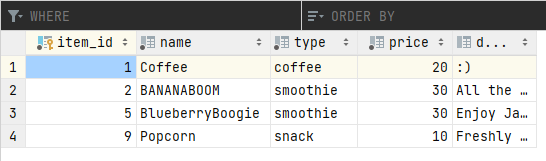 WHERE ORDER BY
item_id name type price d...
1 1 Coffee coffee 20 :)
2 2 BANANABOOM smoothie 30 All the …
3 5 BlueberryBoogie smoothie 30 Enjoy Ja…
4 9 Popcorn snack 10 Freshly …